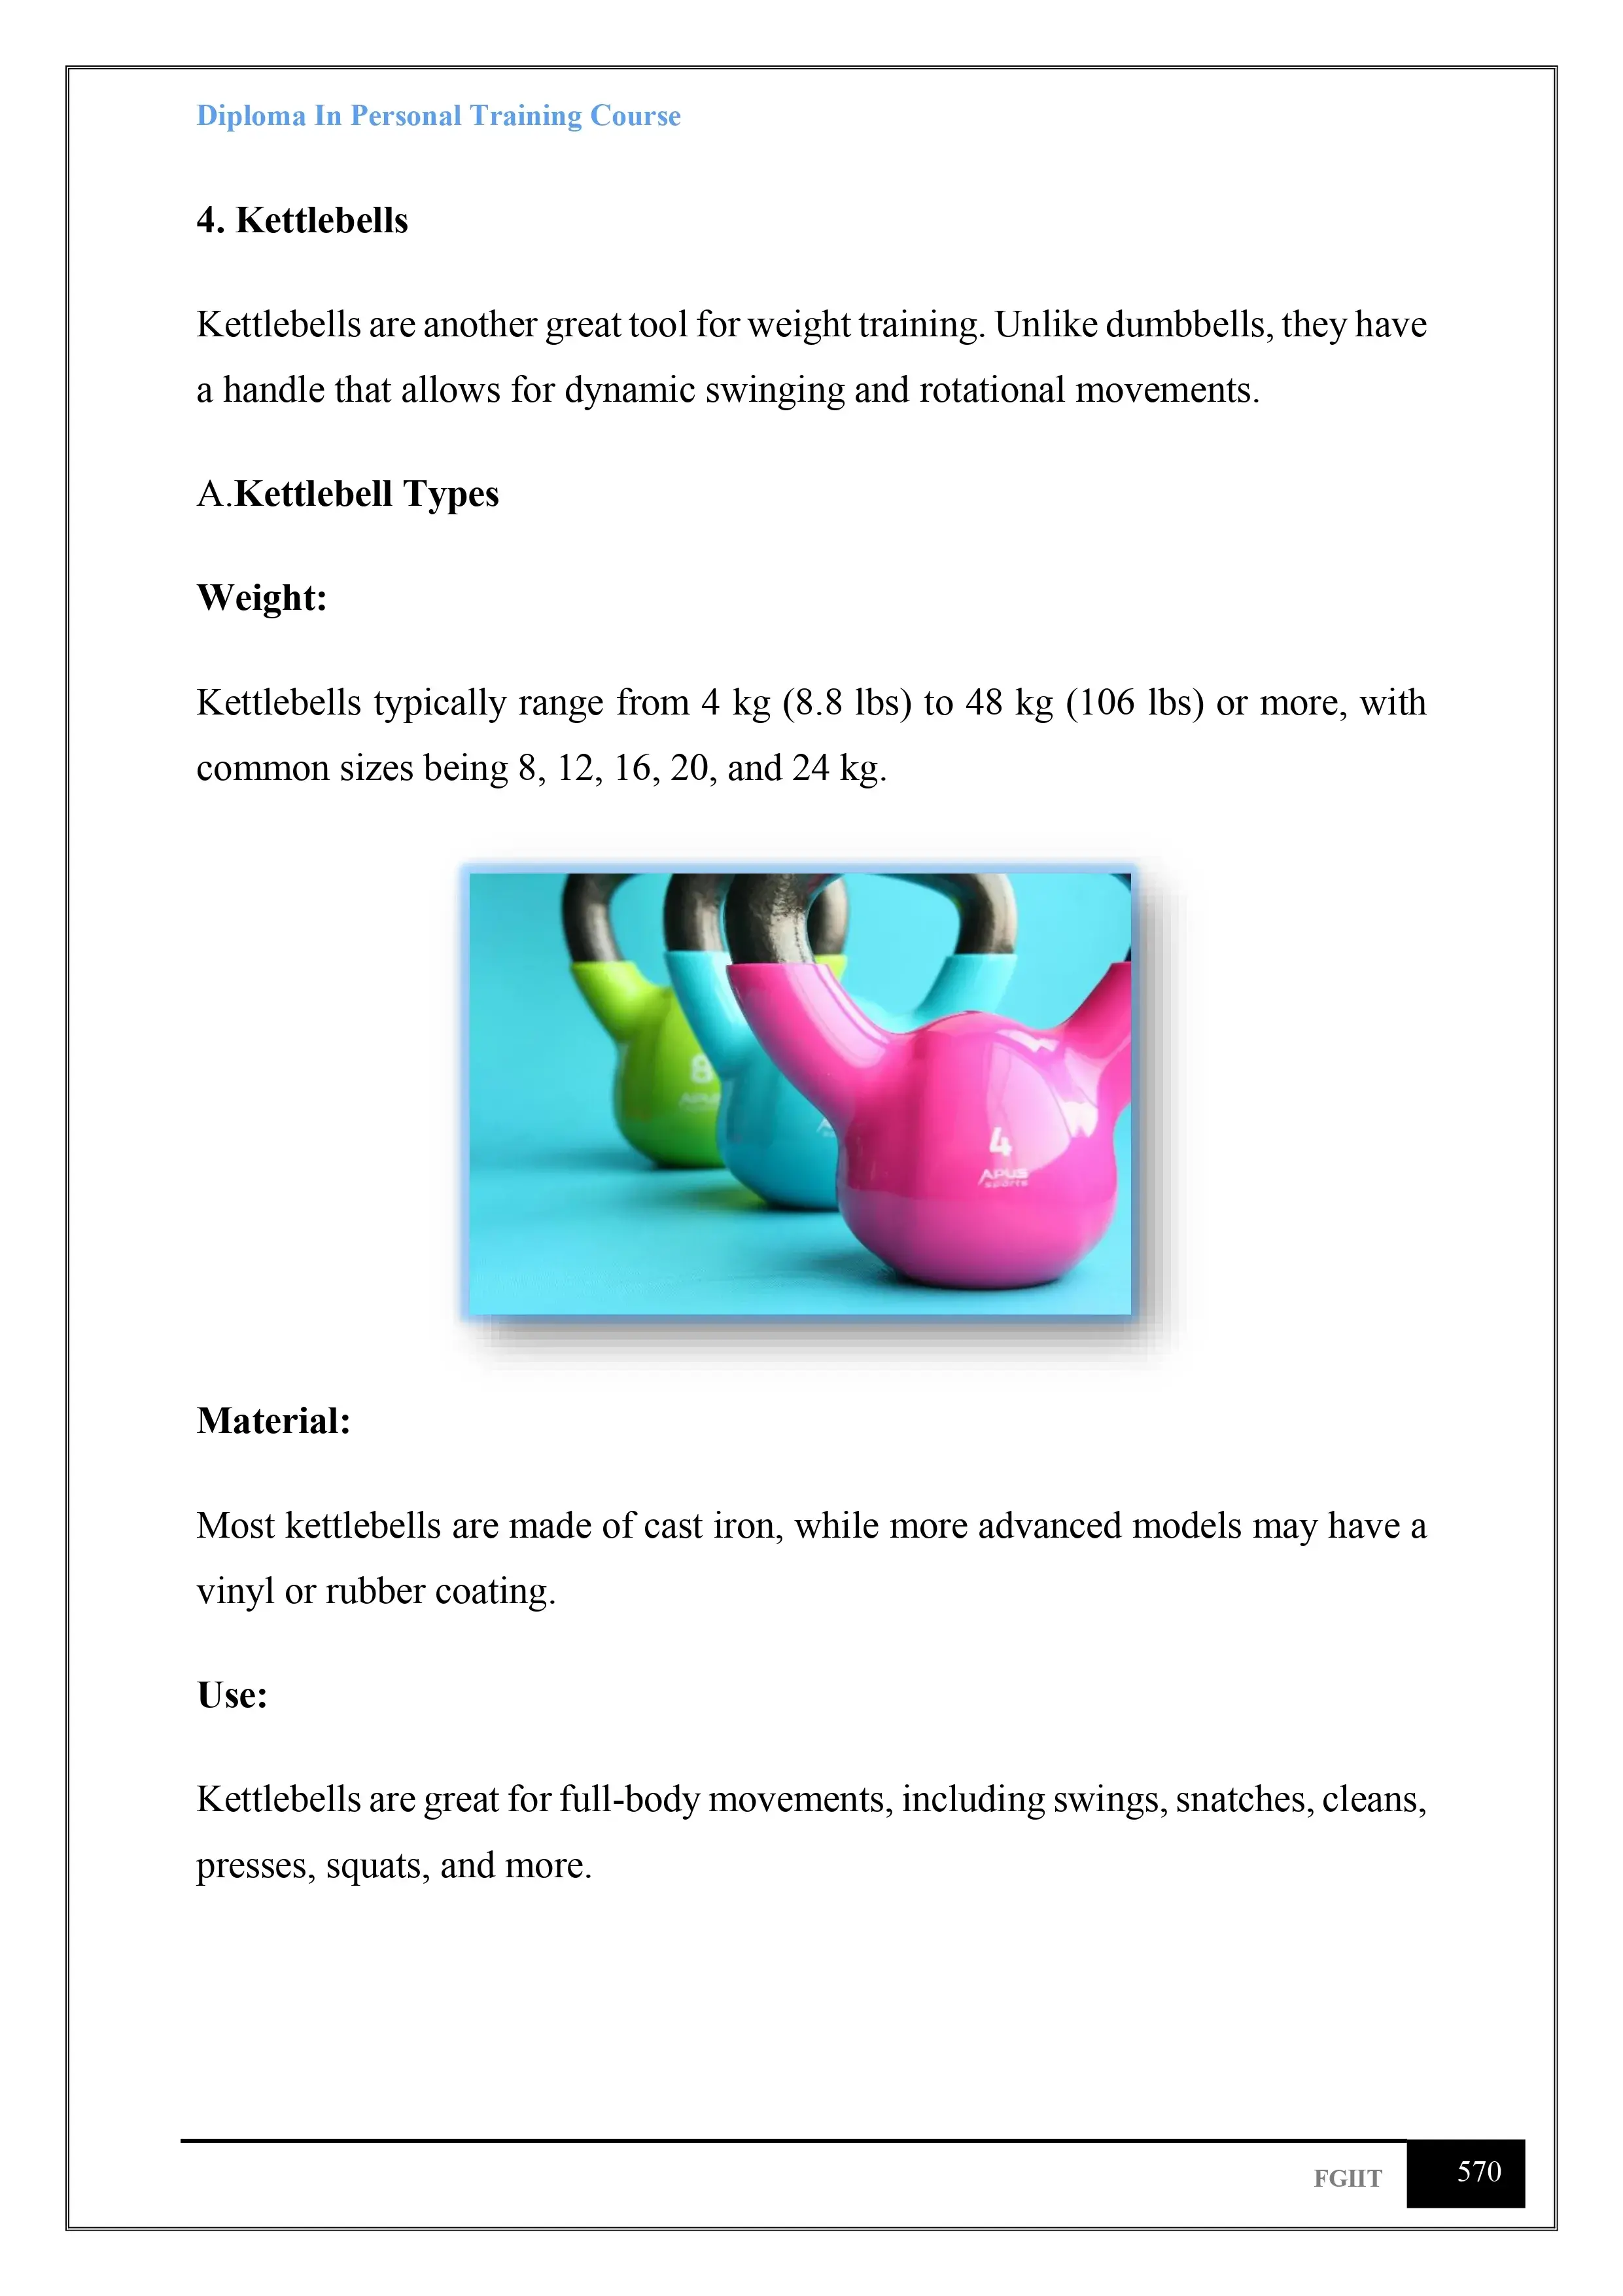 Diploma In Personal Training Course
4. Kettlebells
Kettlebells are another great tool for weight training. Unlike dumbbells, they have
a handle that allows for dynamic swinging and rotational movements.
A.Kettlebell Types
Weight:
Kettlebells typically range from 4 kg (8.8 lbs) to 48 kg (106 lbs) or more, with
common sizes being 8, 12, 16, 20, and 24 kg.
8
APUS
4
APUS
sports
Material:
Most kettlebells are made of cast iron, while more advanced models may have a
vinyl or rubber coating.
Use:
Kettlebells are great for full-body movements, including swings, snatches, cleans,
presses, squats, and more.
FGIIT
570